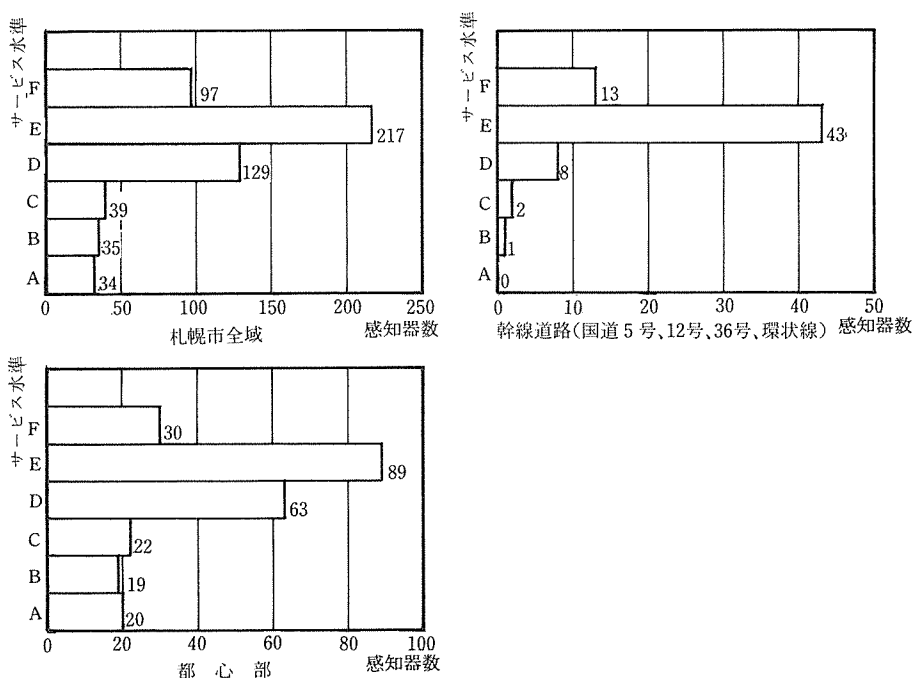 サービス水準
F
97
E
217
D
129
C
39
B
35
A
34
0 50 100 150 200 250
札幌市全域 感知器数
サービス水準
F
13
E
43
D
8
C
2
B
1
A
0
0 10 20 30 40 50
幹線道路(国道5号、12号、36号、環状線) 感知器数
サービス水準
F
30
E
89
D
63
C
22
B
19
A
20
0 20 40 60 80 100
都心部 感知器数